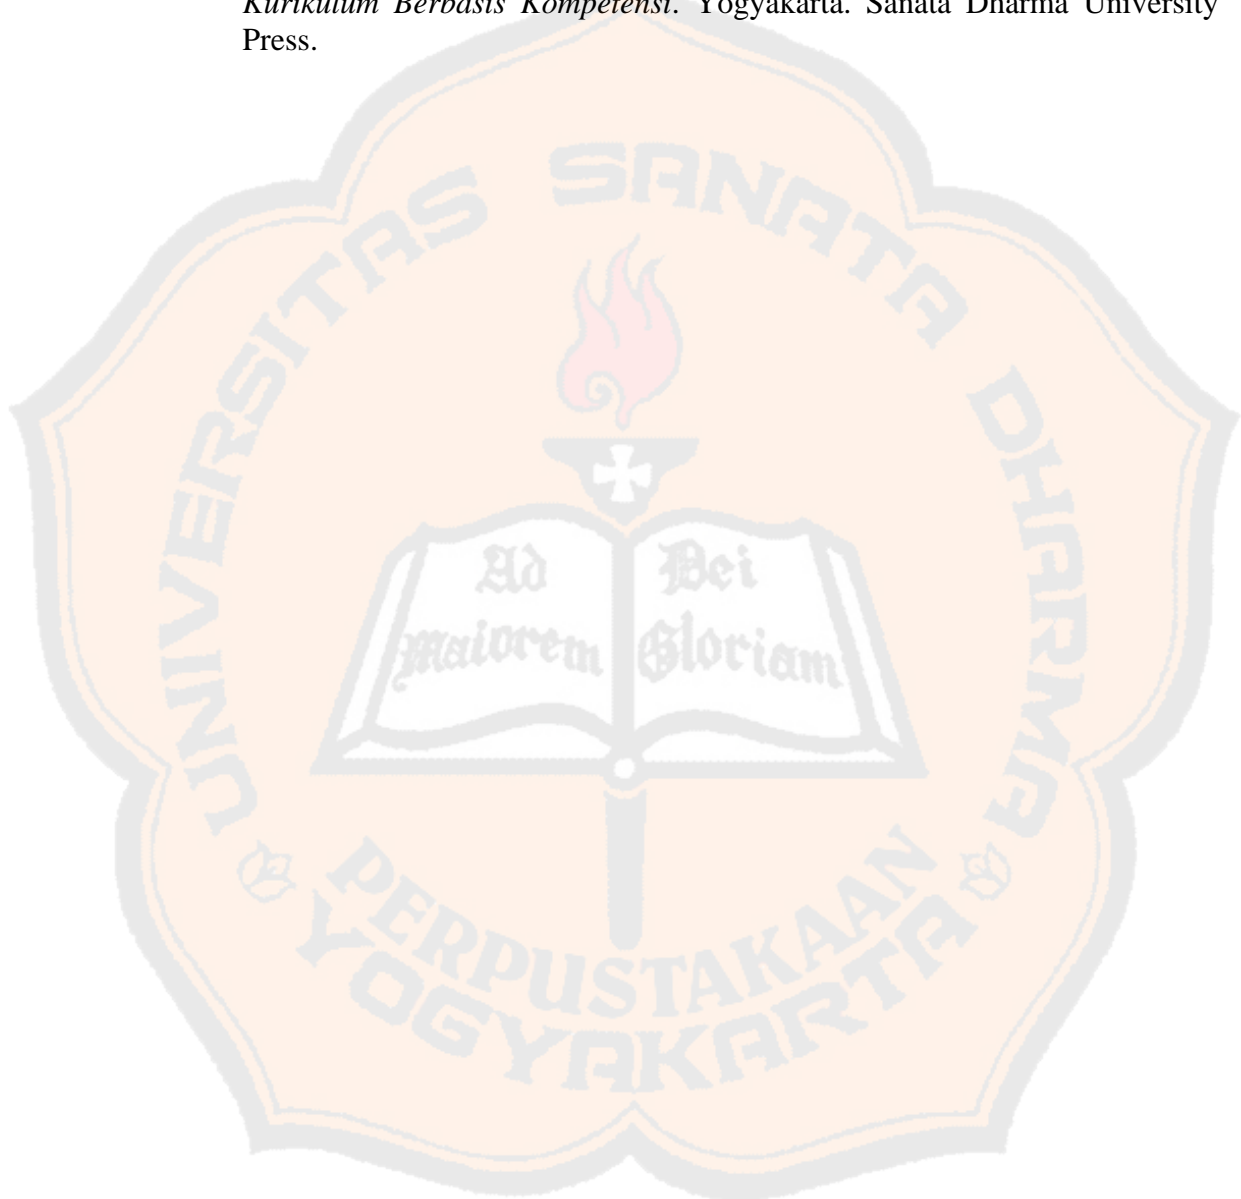 Kurikulum Berbasis Kompetensi. Yogyakarta. Sanata Dharma University
Press.
UNIVERSITAS SANATA DHARMA
Ad Dei
Maiorem Gloriam
PERPUSTAKAAN
YOGYAKARTA